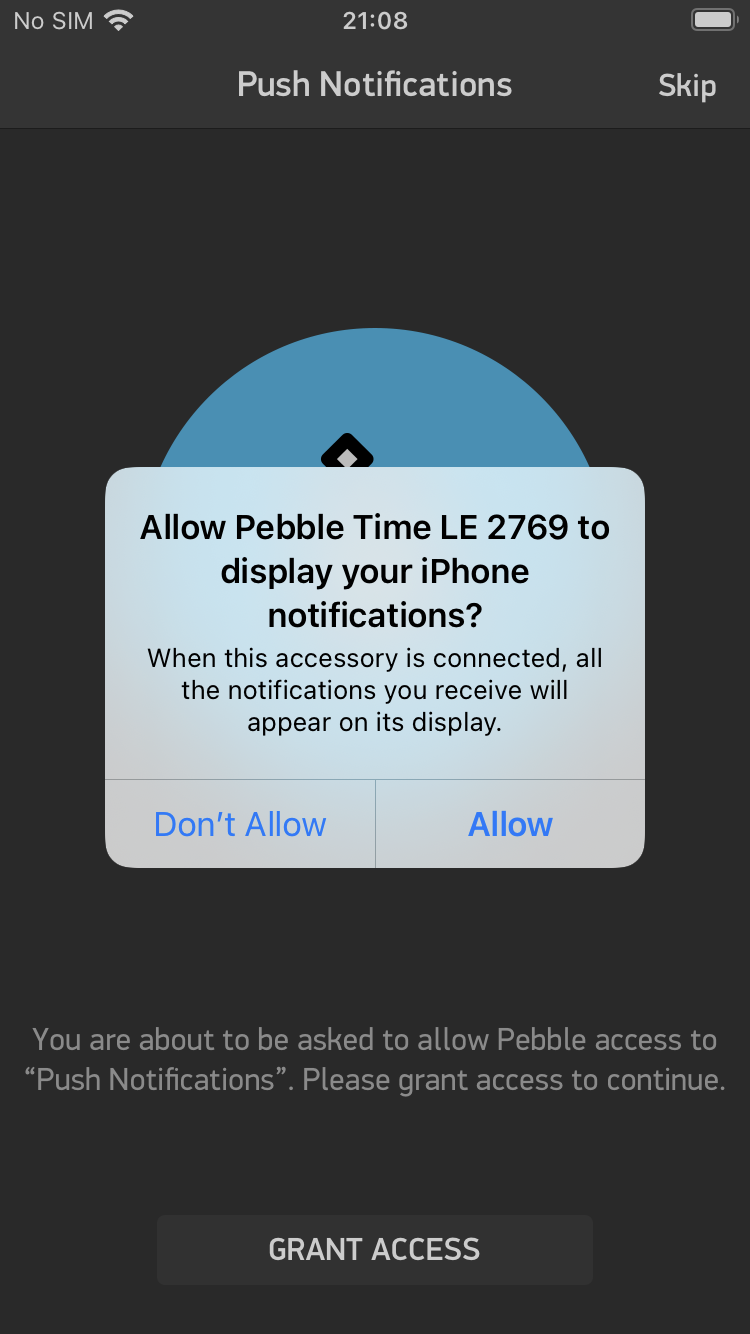 No SIM 21:08
Push Notifications Skip
Allow Pebble Time LE 2769 to
display your iPhone
notifications?
When this accessory is connected, all
the notifications you receive will
appear on its display.
Don’t Allow Allow
You are about to be asked to allow Pebble access to
“Push Notifications”. Please grant access to continue.
GRANT ACCESS